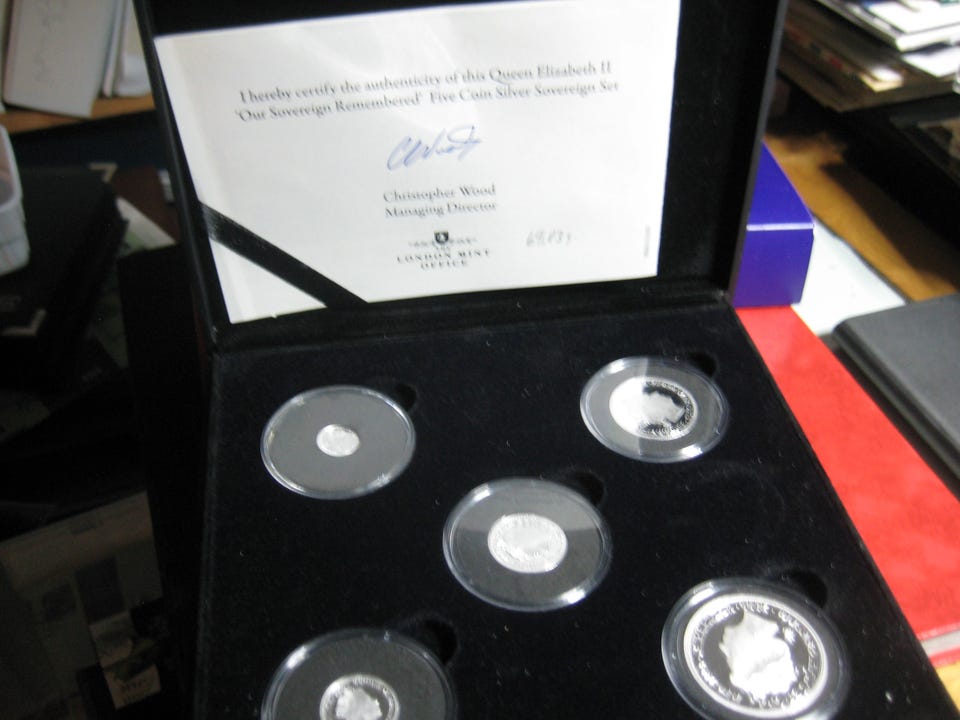 I hereby certify the authenticity of this Queen Elizabeth II
'Our Sovereign Remembered' Five Coin Silver Sovereign Set
Christopher Wood
Managing Director
THE
LONDON MINT
OFFICE